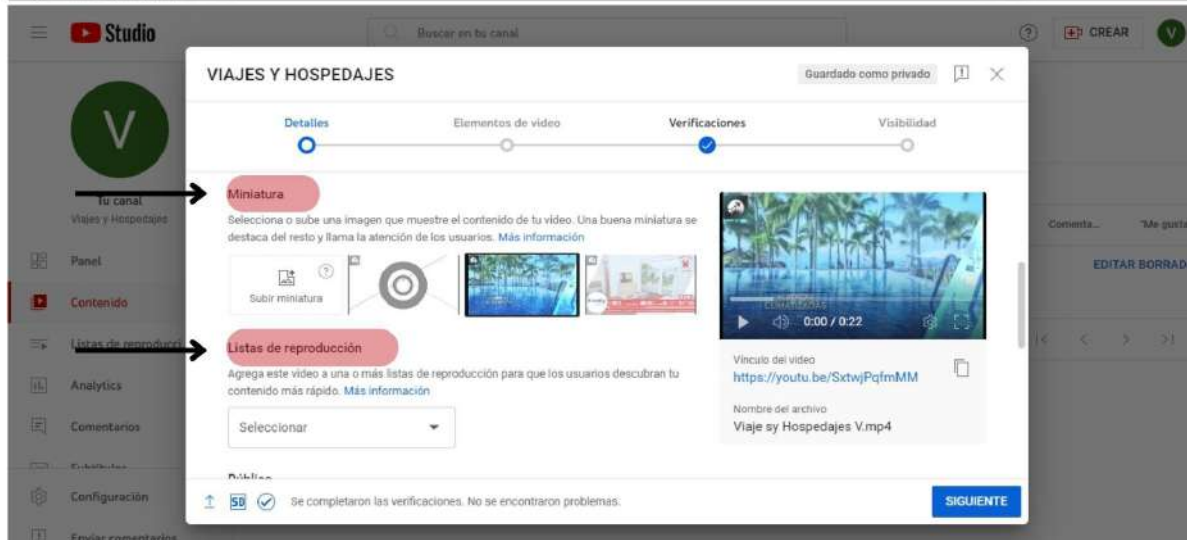 Studio
Buscar en tu canal
CREAR
V
V
Tu canal
Viajes y Hospedajes
Panel
Contenido
Listas de reproducci
Analytics
Comentarios
Subtítulos
Configuración
Enviar comentarios
VIAJES Y HOSPEDAJES
Guardado como privado
Detalles
Elementos de video
Verificaciones
Visibilidad
Miniatura
Selecciona o sube una imagen que muestre el contenido de tu video. Una buena miniatura se
destaca del resto y llama la atención de los usuarios. Más información
Subir miniatura
Listas de reproducción
Agrega este video a una o más listas de reproducción para que los usuarios descubran tu
contenido más rápido. Más información
Seleccionar
Público
0:00 / 0:22
Vínculo del video
https://youtu.be/SxtwjPqfmMM
Nombre del archivo
Viaje sy Hospedajes V.mp4
SD
Se completaron las verificaciones. No se encontraron problemas.
SIGUIENTE
Comenta...
"Me gusta
EDITAR BORRAD